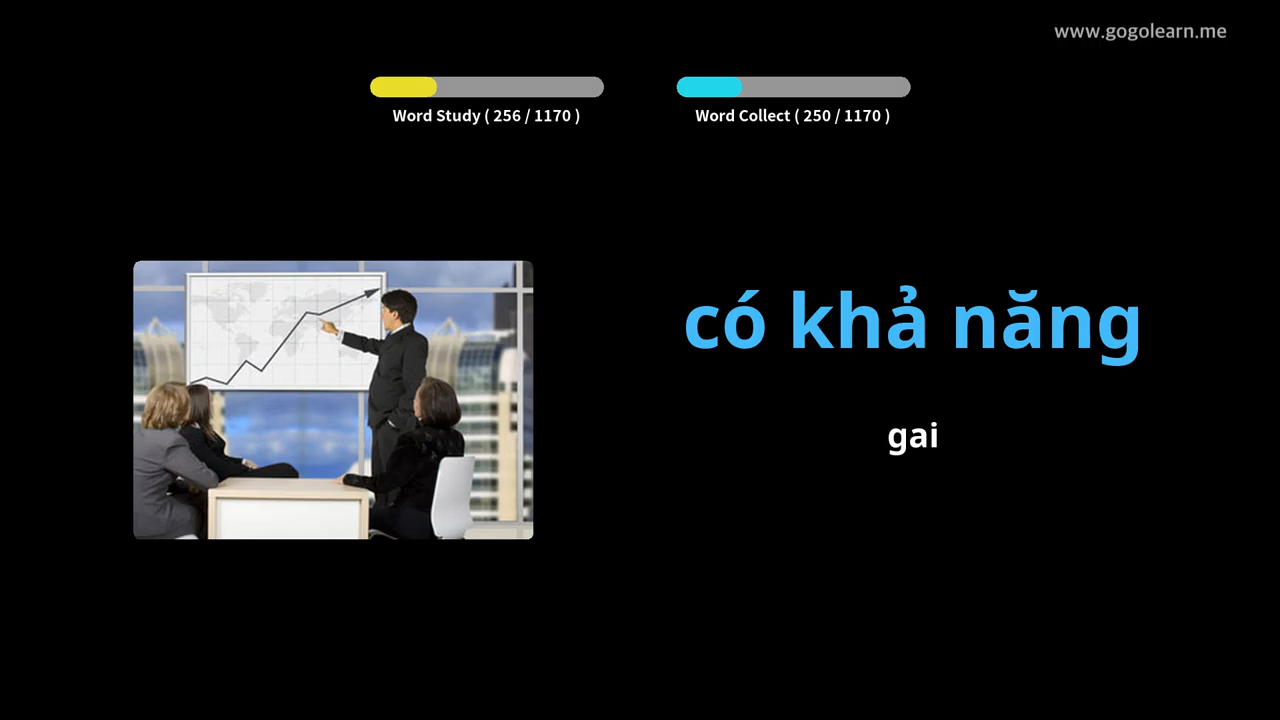 www.gogolearn.me
Word Study ( 256 / 1170 )
Word Collect ( 250 / 1170 )
có khả năng
gai